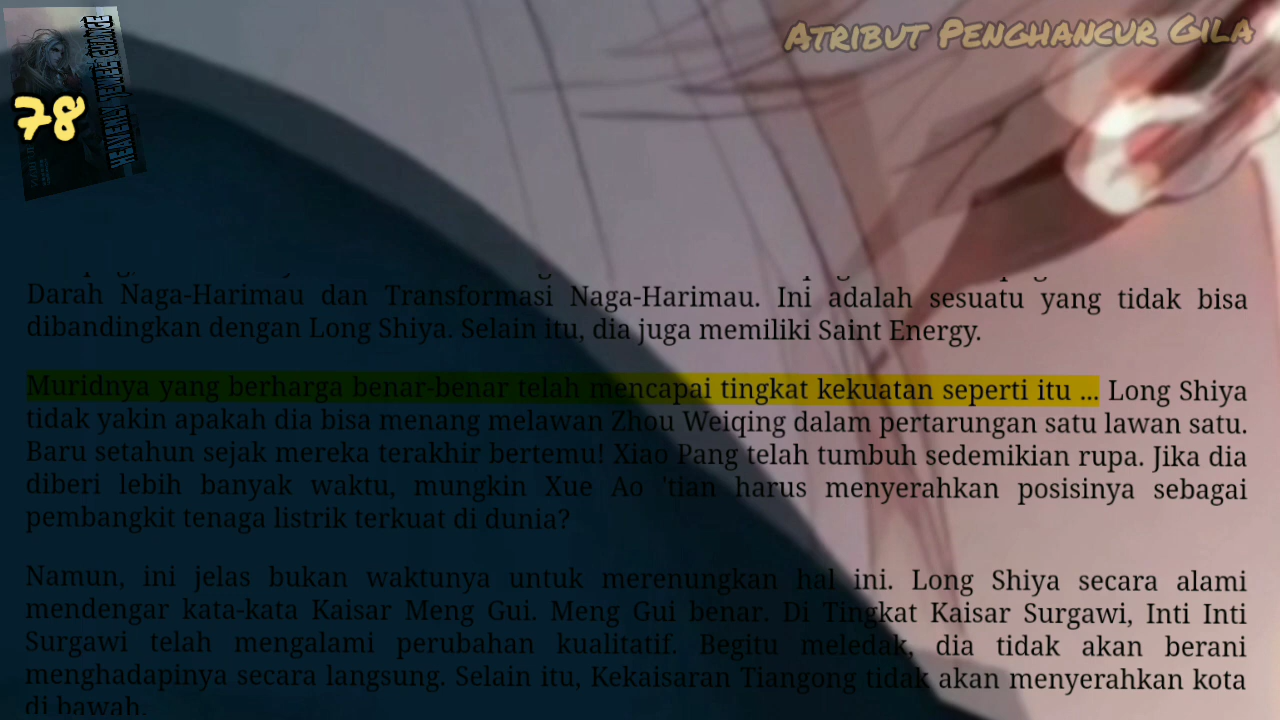 Atribut Penghancur Gila
HEAVENLY JEWEL CHANGE
78
Darah Naga-Harimau dan Transformasi Naga-Harimau. Ini adalah sesuatu yang tidak bisa
dibandingkan dengan Long Shiya. Selain itu, dia juga memiliki Saint Energy.
Muridnya yang berharga benar-benar telah mencapai tingkat kekuatan seperti itu ... Long Shiya
tidak yakin apakah dia bisa menang melawan Zhou Weiqing dalam pertarungan satu lawan satu.
Baru setahun sejak mereka terakhir bertemu! Xiao Pang telah tumbuh sedemikian rupa. Jika dia
diberi lebih banyak waktu, mungkin Xue Ao 'tian harus menyerahkan posisinya sebagai
pembangkit tenaga listrik terkuat di dunia?
Namun, ini jelas bukan waktunya untuk merenungkan hal ini. Long Shiya secara alami
mendengar kata-kata Kaisar Meng Gui. Meng Gui benar. Di Tingkat Kaisar Surgawi, Inti Inti
Surgawi telah mengalami perubahan kualitatif. Begitu meledak, dia tidak akan berani
menghadapinya secara langsung. Selain itu, Kekaisaran Tiangong tidak akan menyerahkan kota
di bawah.